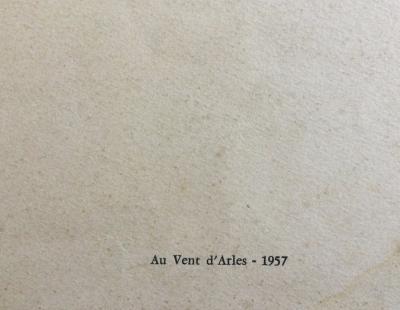 Au Vent d'Arles - 1957